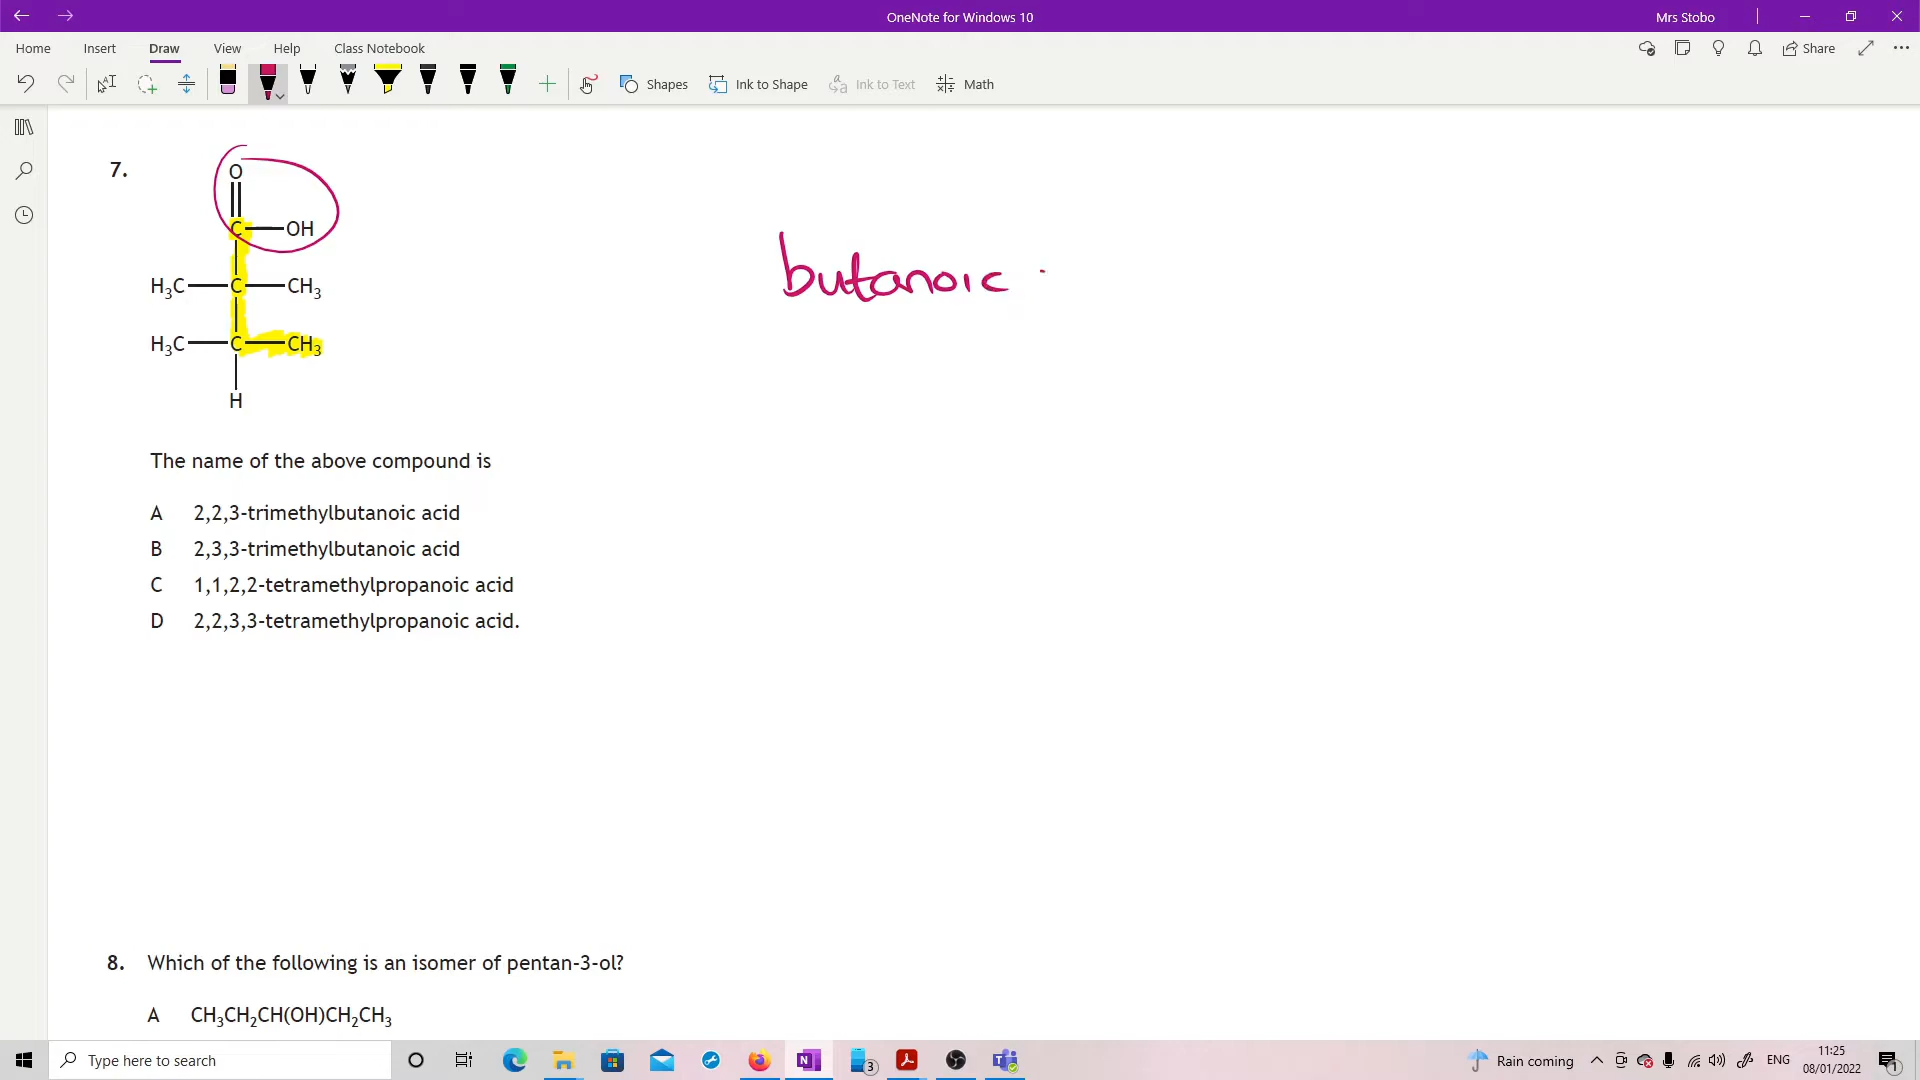 OneNote for Windows 10
Mrs Stobo
Home Insert Draw View Help Class Notebook
Share
Shapes Ink to Shape Ink to Text Math
7.
O
C OH
H₃C C CH₃
H₃C C CH₃
H
butanoic
The name of the above compound is
A 2,2,3-trimethylbutanoic acid
B 2,3,3-trimethylbutanoic acid
C 1,1,2,2-tetramethylpropanoic acid
D 2,2,3,3-tetramethylpropanoic acid.
8. Which of the following is an isomer of pentan-3-ol?
A CH₃CH₂CH(OH)CH₂CH₃
Type here to search
3
Rain coming
ENG
11:25
08/01/2022
1